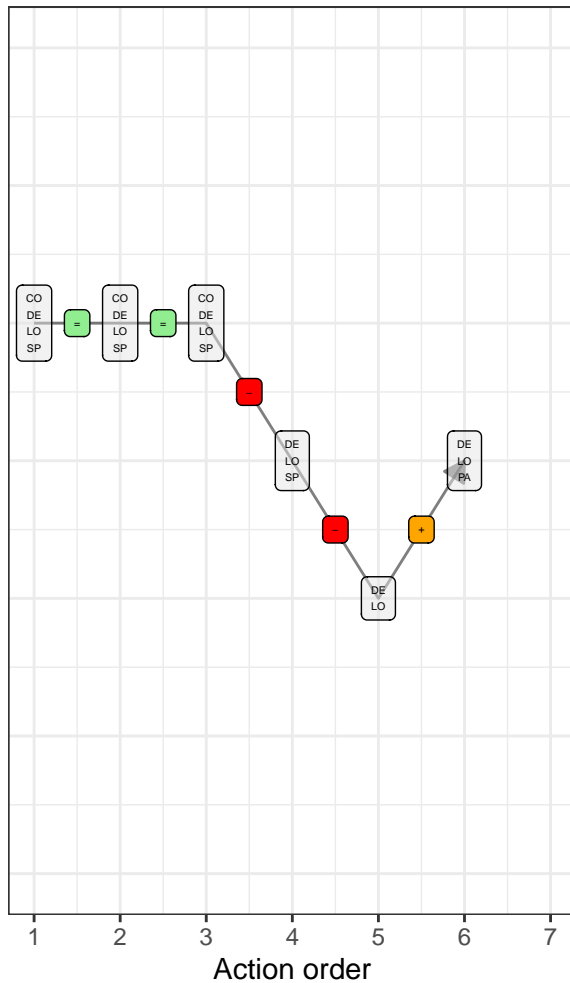 CO
DE
LO
SP
=
CO
DE
LO
SP
=
CO
DE
LO
SP
–
DE
LO
SP
–
DE
LO
+
DE
LO
PA
1 2 3 4 5 6 7
Action order